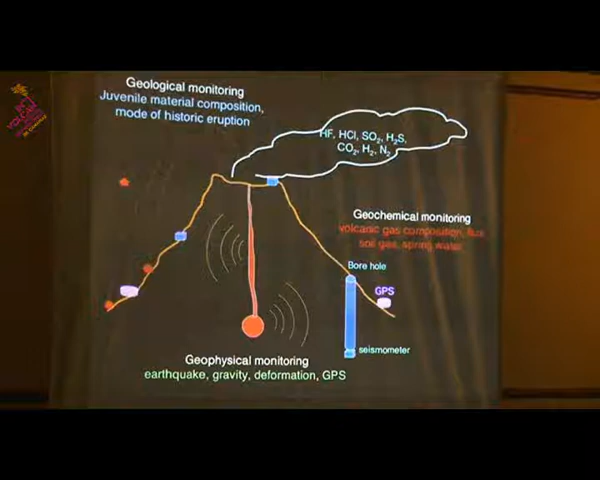 Geological monitoring
Juvenile material composition,
mode of historic eruption
HF, HCl, SO₂, H₂S,
CO₂, H₂, N₂
Geochemical monitoring
volcanic gas composition, flux
soil gas, spring water
Bore hole
GPS
seismometer
Geophysical monitoring
earthquake, gravity, deformation, GPS